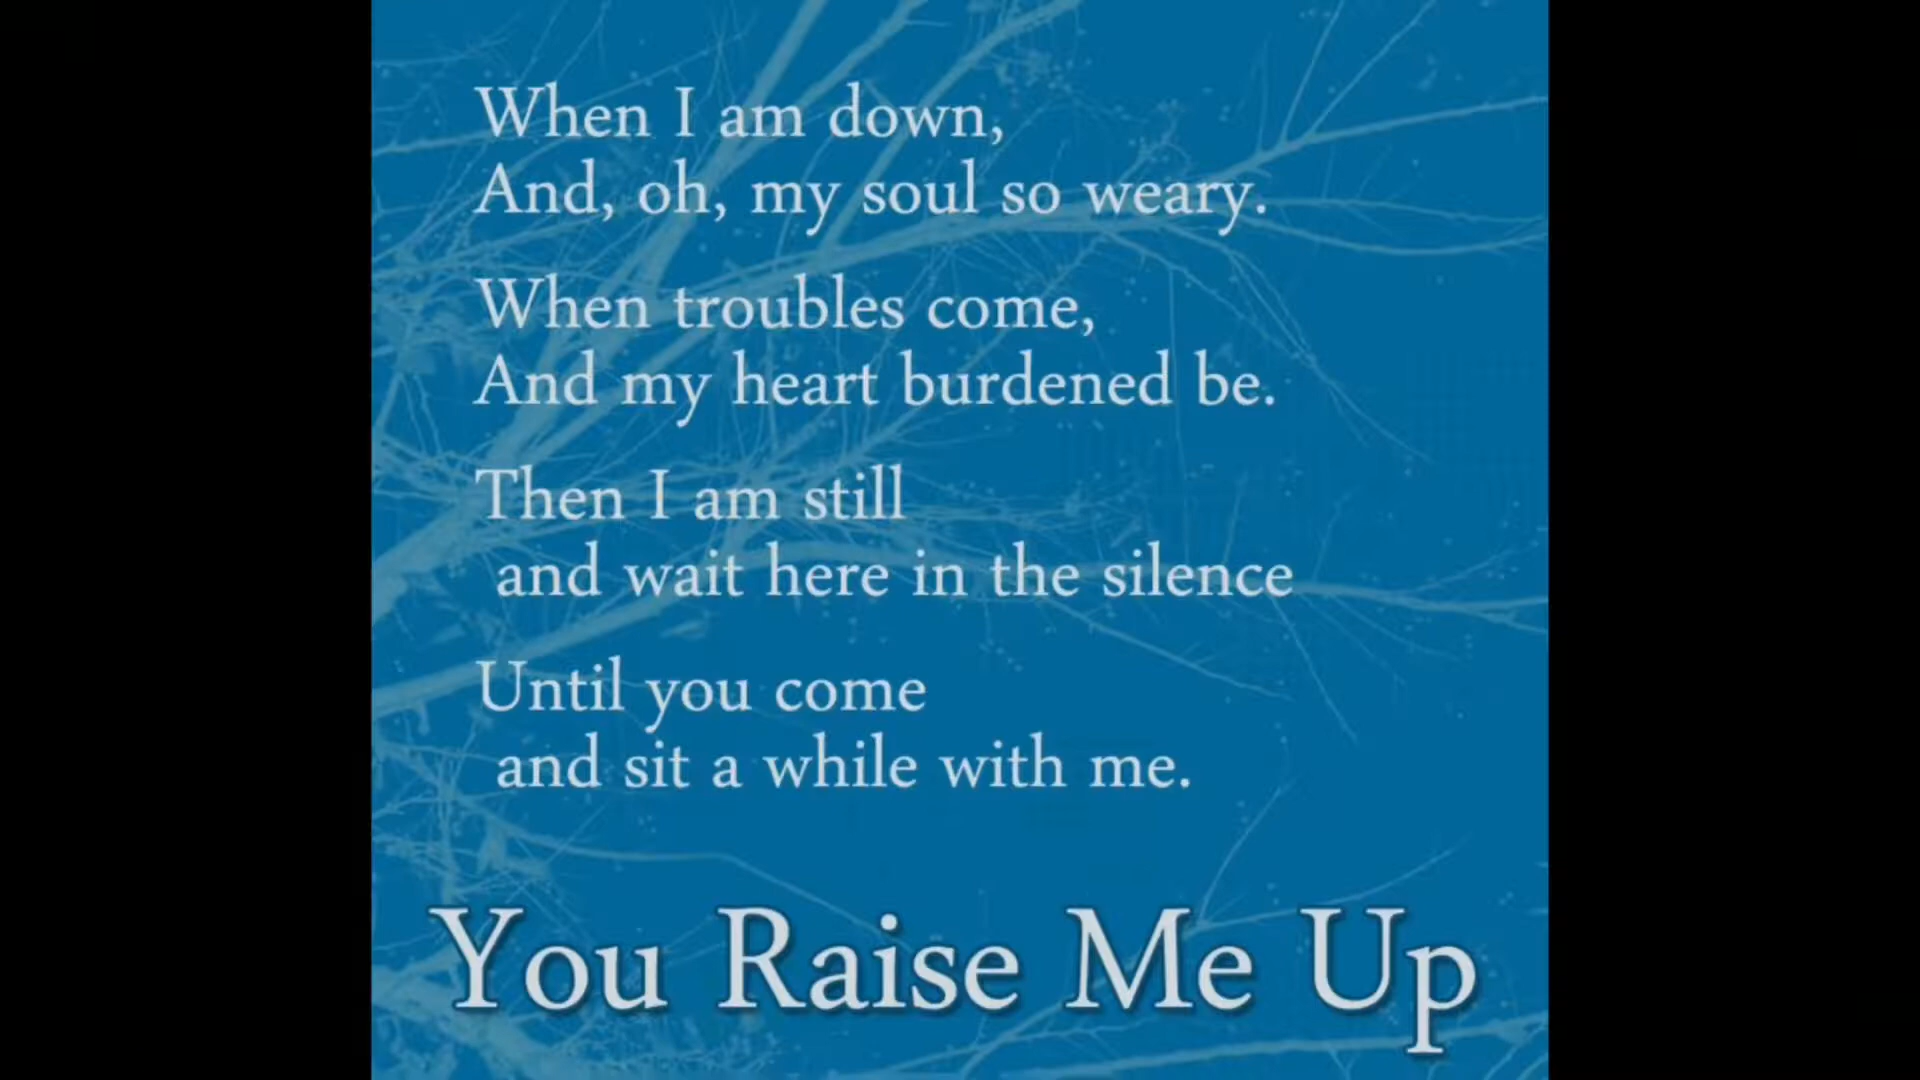 When I am down,
And, oh, my soul so weary.
When troubles come,
And my heart burdened be.
Then I am still
and wait here in the silence
Until you come
and sit a while with me.
You Raise Me Up